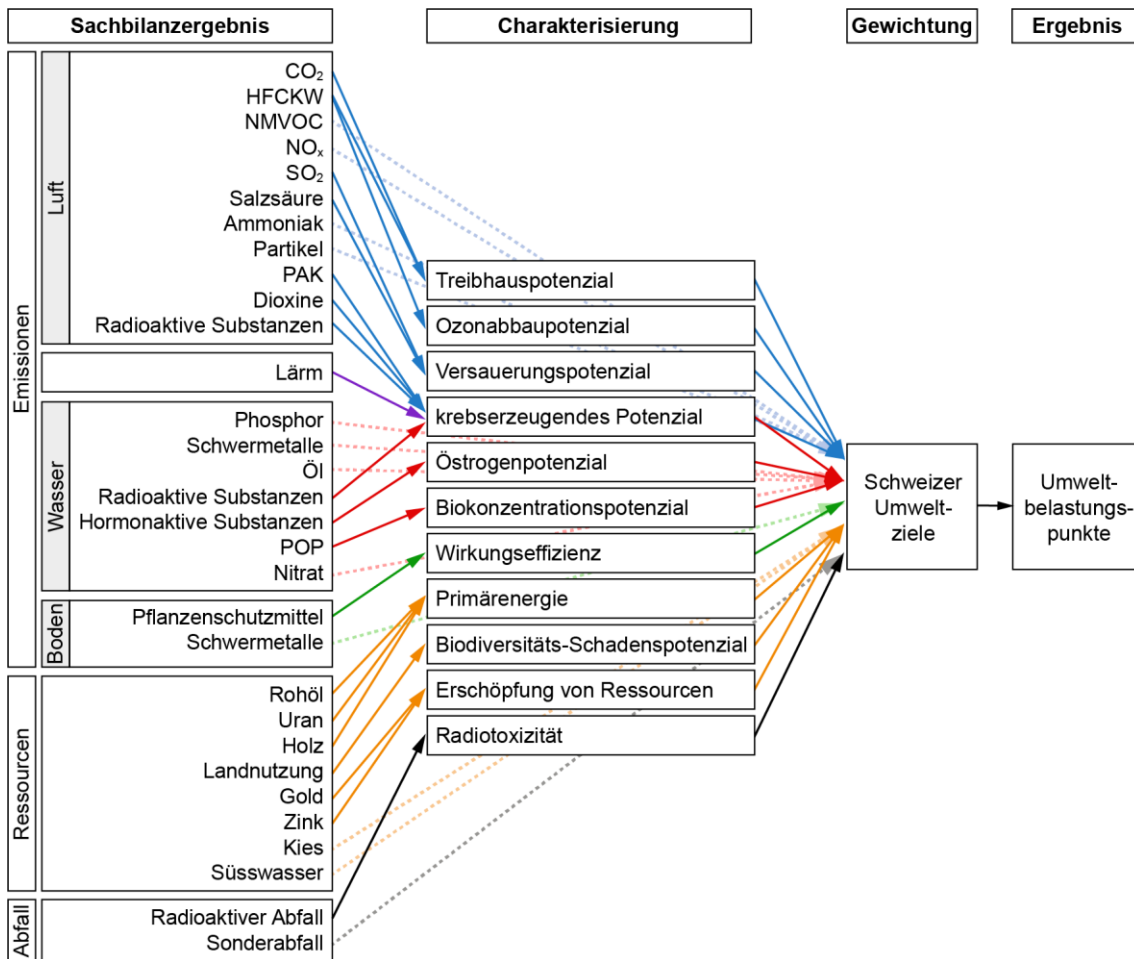 Sachbilanzergebnis
Charakterisierung
Gewichtung
Ergebnis
Emissionen
Luft
CO₂
HFCKW
NMVOC
NOₓ
SO₂
Salzsäure
Ammoniak
Partikel
PAK
Dioxine
Radioaktive Substanzen
Lärm
Wasser
Phosphor
Schwermetalle
Öl
Radioaktive Substanzen
Hormonaktive Substanzen
POP
Nitrat
Boden
Pflanzenschutzmittel
Schwermetalle
Ressourcen
Rohöl
Uran
Holz
Landnutzung
Gold
Zink
Kies
Süsswasser
Abfall
Radioaktiver Abfall
Sonderabfall
Treibhauspotenzial
Ozonabbaupotenzial
Versauerungspotenzial
krebserzeugendes Potenzial
Östrogenpotenzial
Biokonzentrationspotenzial
Wirkungseffizienz
Primärenergie
Biodiversitäts-Schadenspotenzial
Erschöpfung von Ressourcen
Radiotoxizität
Schweizer
Umwelt-
ziele
Umwelt-
belastungs-
punkte